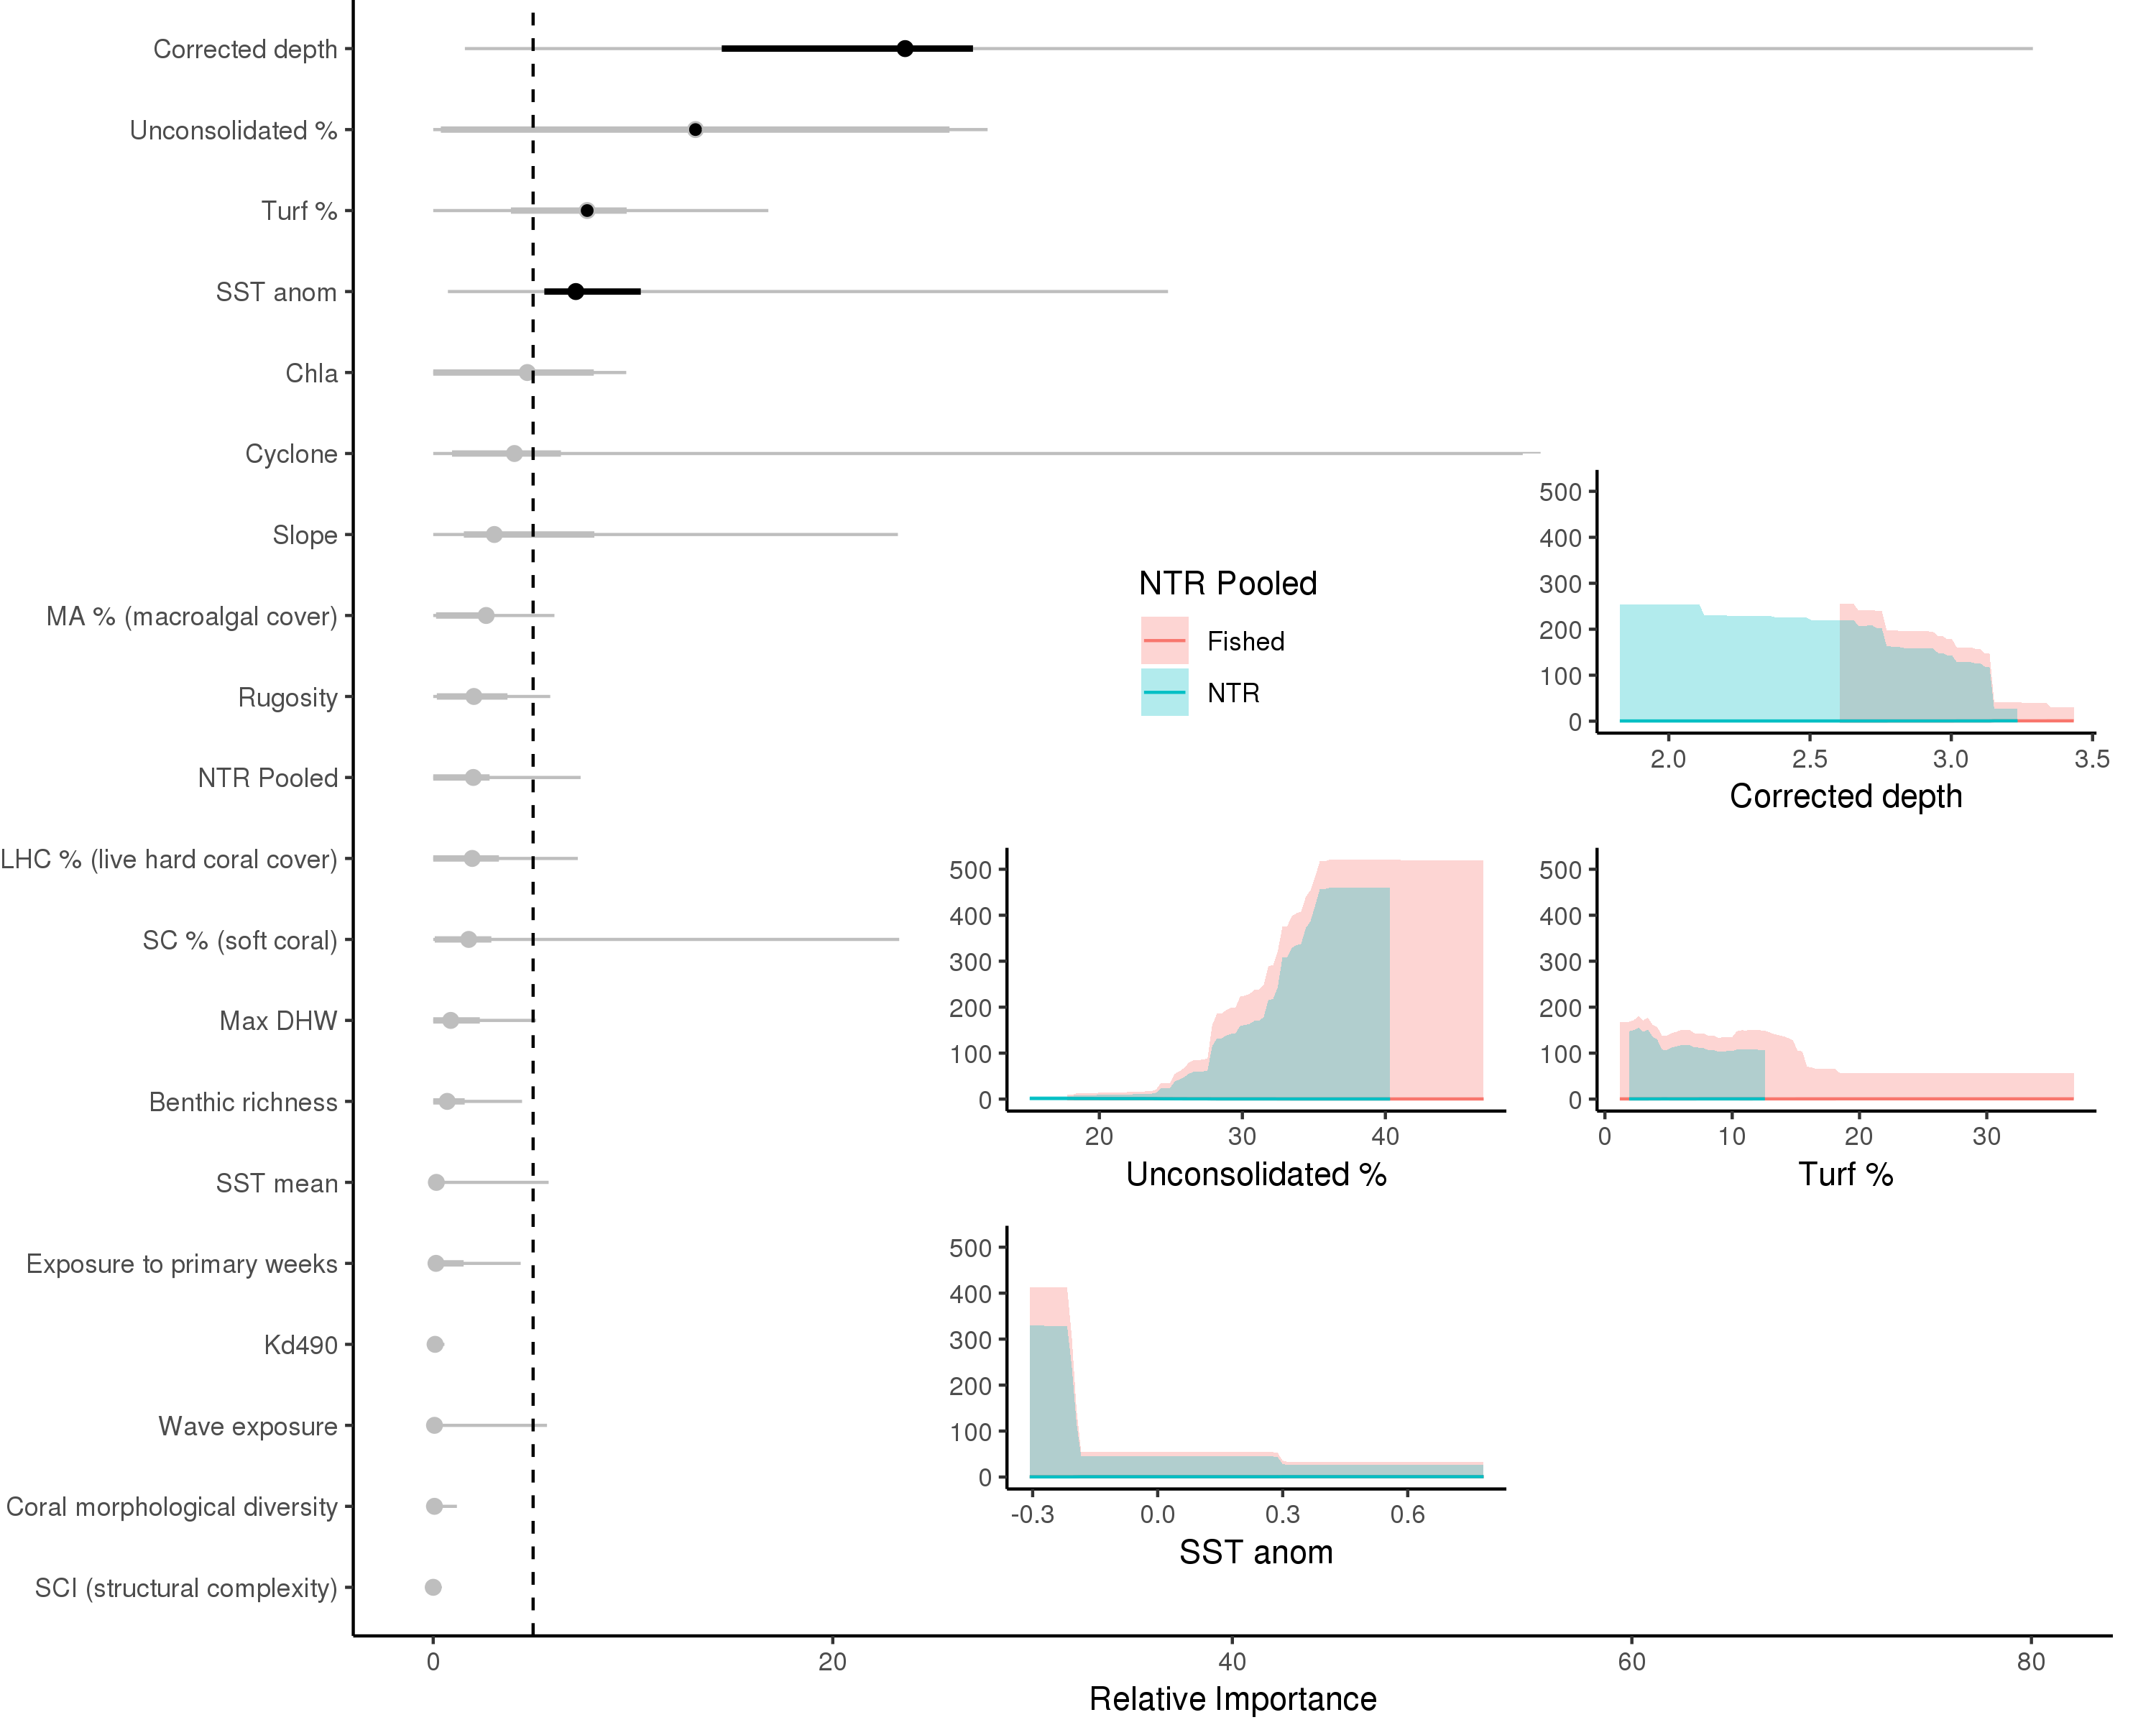 Corrected depth
Unconsolidated %
Turf %
SST anom
Chla
Cyclone
Slope
MA % (macroalgal cover)
Rugosity
NTR Pooled
LHC % (live hard coral cover)
SC % (soft coral)
Max DHW
Benthic richness
SST mean
Exposure to primary weeks
Kd490
Wave exposure
Coral morphological diversity
SCI (structural complexity)
0 20 40 60 80
Relative Importance
NTR Pooled
Fished
NTR
500
400
300
200
100
0
2.0 2.5 3.0 3.5
Corrected depth
500
400
300
200
100
0
20 30 40
Unconsolidated %
500
400
300
200
100
0
0 10 20 30
Turf %
500
400
300
200
100
0
-0.3 0.0 0.3 0.6
SST anom